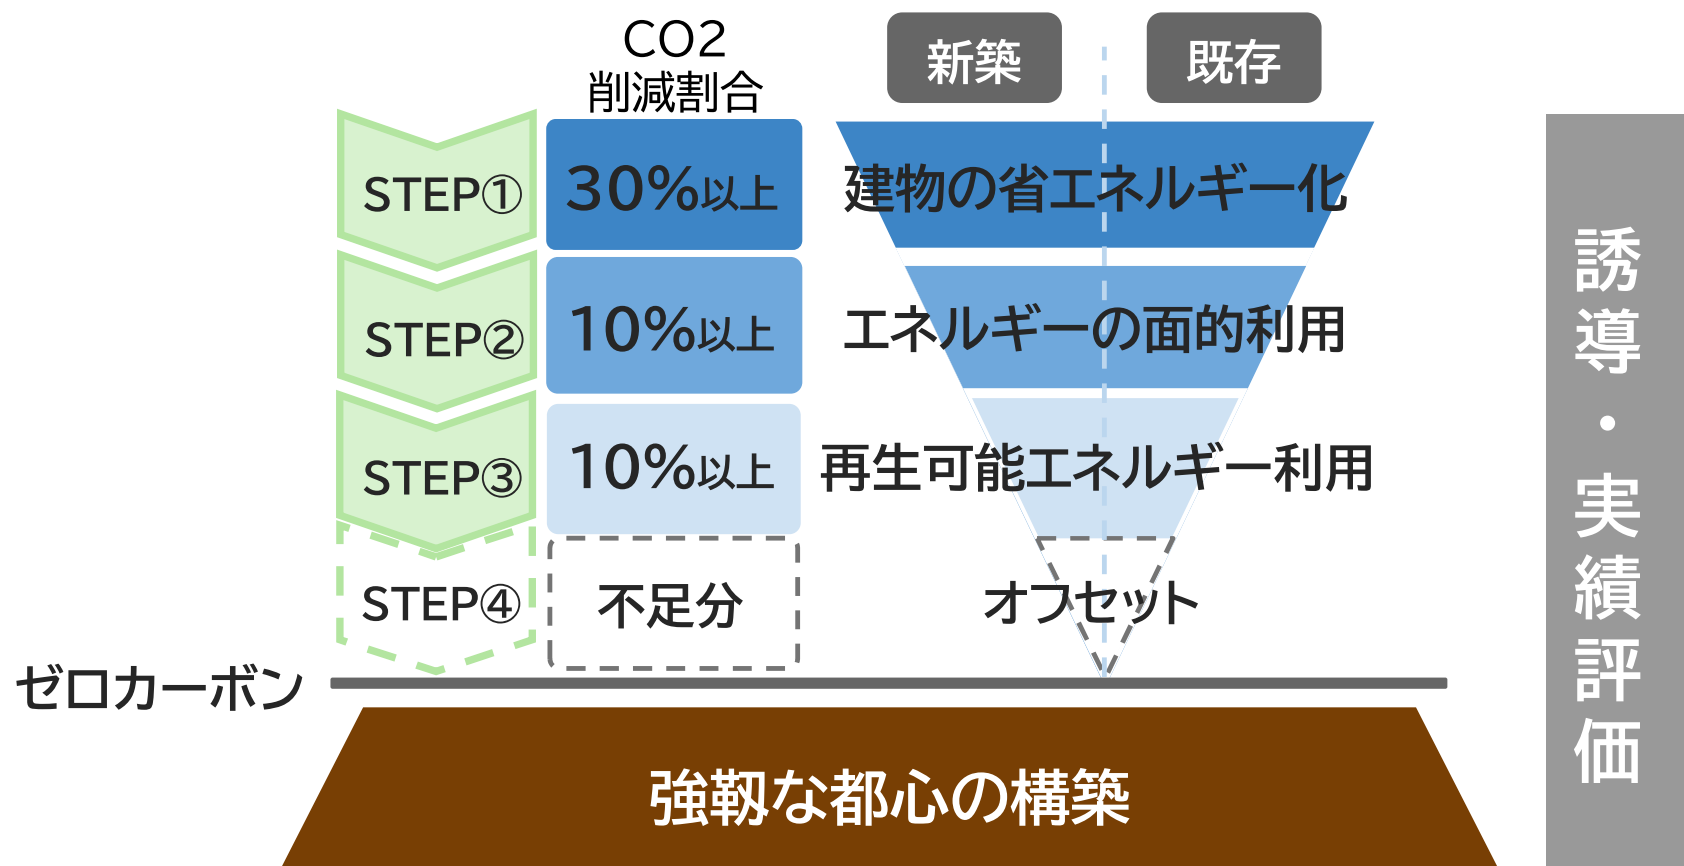 CO2
削減割合
新築
既存
STEP①
30%以上
建物の省エネルギー化
STEP②
10%以上
エネルギーの面的利用
STEP③
10%以上
再生可能エネルギー利用
STEP④
不足分
オフセット
ゼロカーボン
強靱な都心の構築
誘導・実績評価